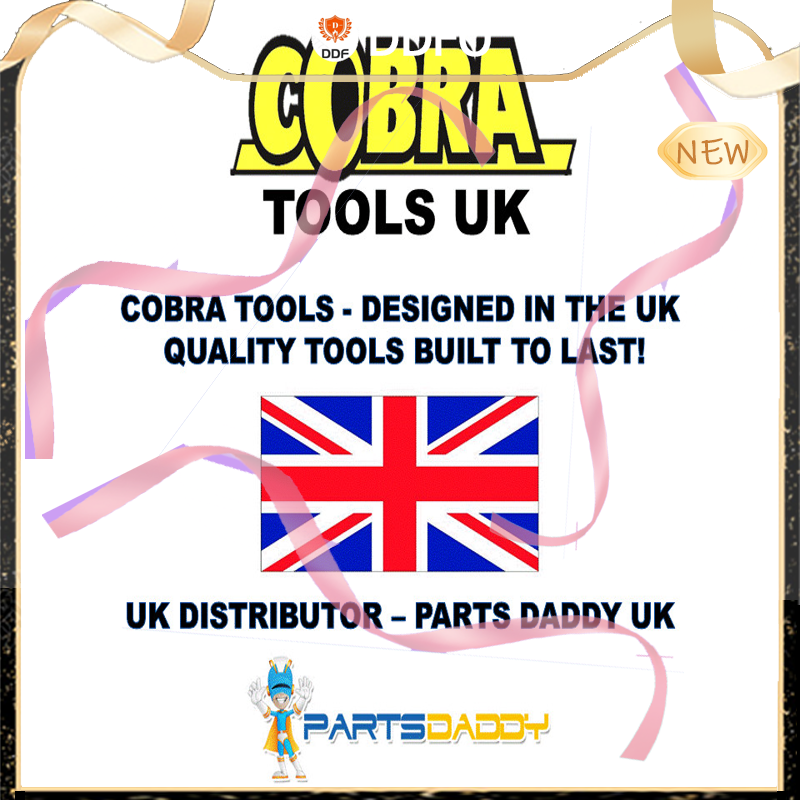 DDF
COBRA
NEW
TOOLS UK
COBRA TOOLS - DESIGNED IN THE UK
QUALITY TOOLS BUILT TO LAST!
UK DISTRIBUTOR – PARTS DADDY UK
PARTSDADDY